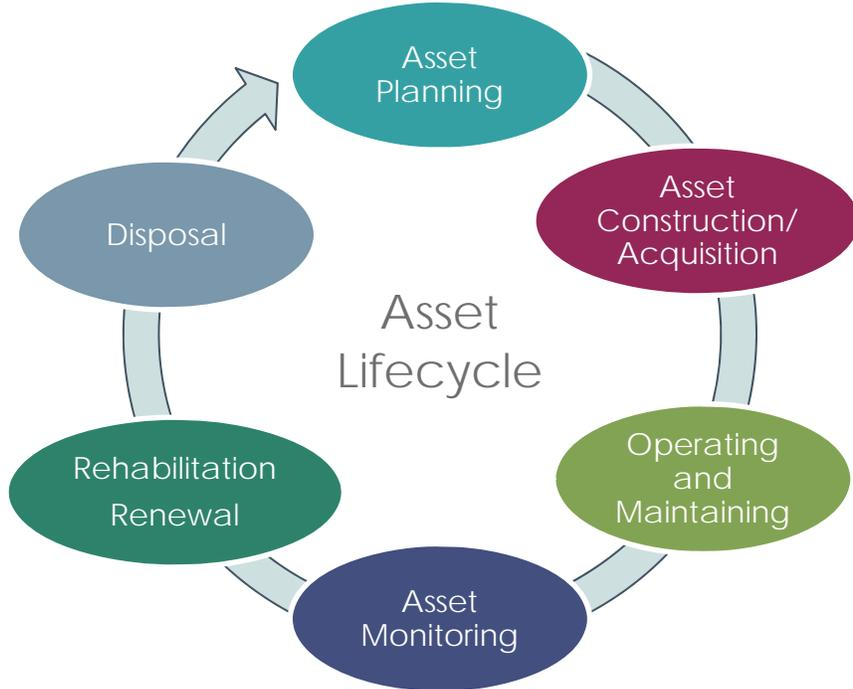 Asset
Planning
Asset
Construction/
Acquisition
Operating
and
Maintaining
Asset
Monitoring
Rehabilitation
Renewal
Disposal
Asset
Lifecycle